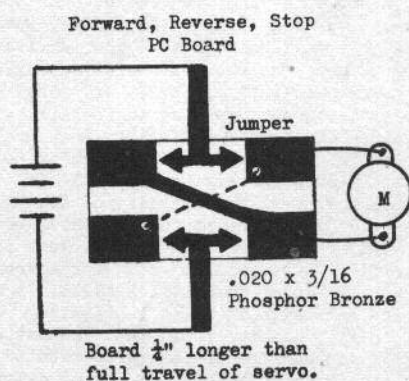 Forward, Reverse, Stop
PC Board
Jumper
M
.020 x 3/16
Phosphor Bronze
Board ¼" longer than
full travel of servo.